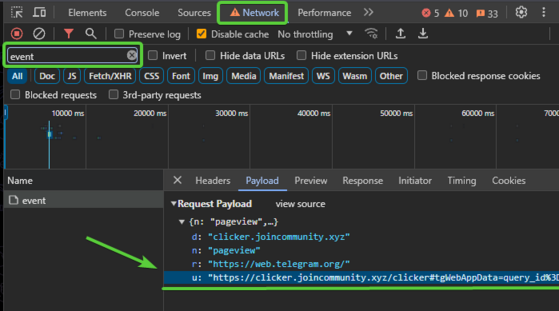 Elements Console Sources Network Performance >> 5 10 33
Preserve log Disable cache No throttling
event Invert Hide data URLs Hide extension URLs
All Doc JS Fetch/XHR CSS Font Img Media Manifest WS Wasm Other Blocked response cookies
Blocked requests 3rd-party requests
10000 ms 20000 ms 30000 ms 40000 ms 50000 ms 60000 ms 7000
Name Headers Payload Preview Response Initiator Timing Cookies
event Request Payload view source
{n: "pageview",…}
d: "clicker.joincommunity.xyz"
n: "pageview"
r: "https://web.telegram.org/"
u: "https://clicker.joincommunity.xyz/clicker#tgWebAppData=query_id%3D